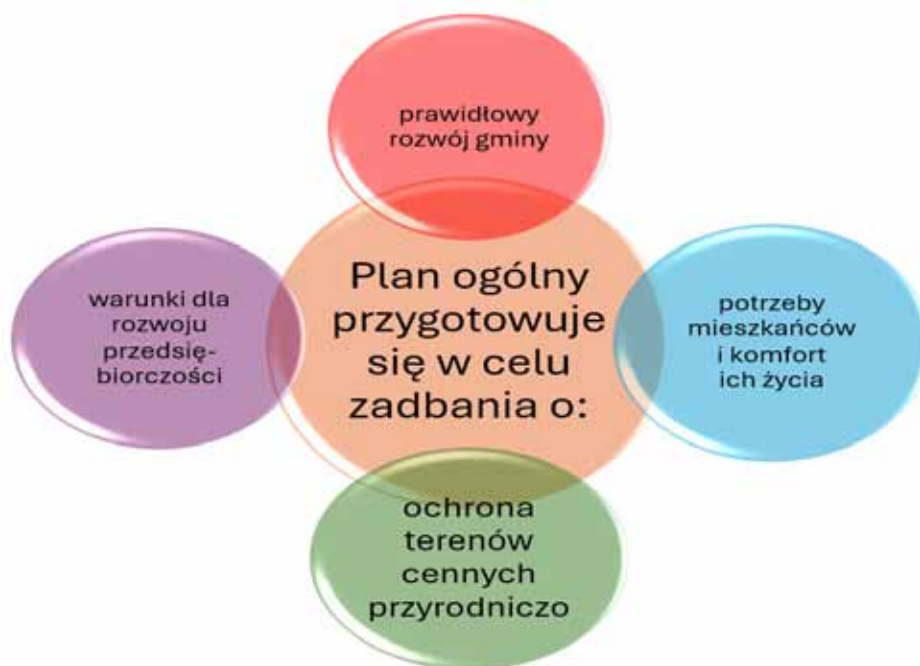 prawidłowy
rozwój gminy
Plan ogólny
przygotowuje
się w celu
zadbania o:
warunki dla
rozwoju
przedsię-
biorczości
potrzeby
mieszkańców
i komfort
ich życia
ochrona
terenów
cennych
przyrodniczo